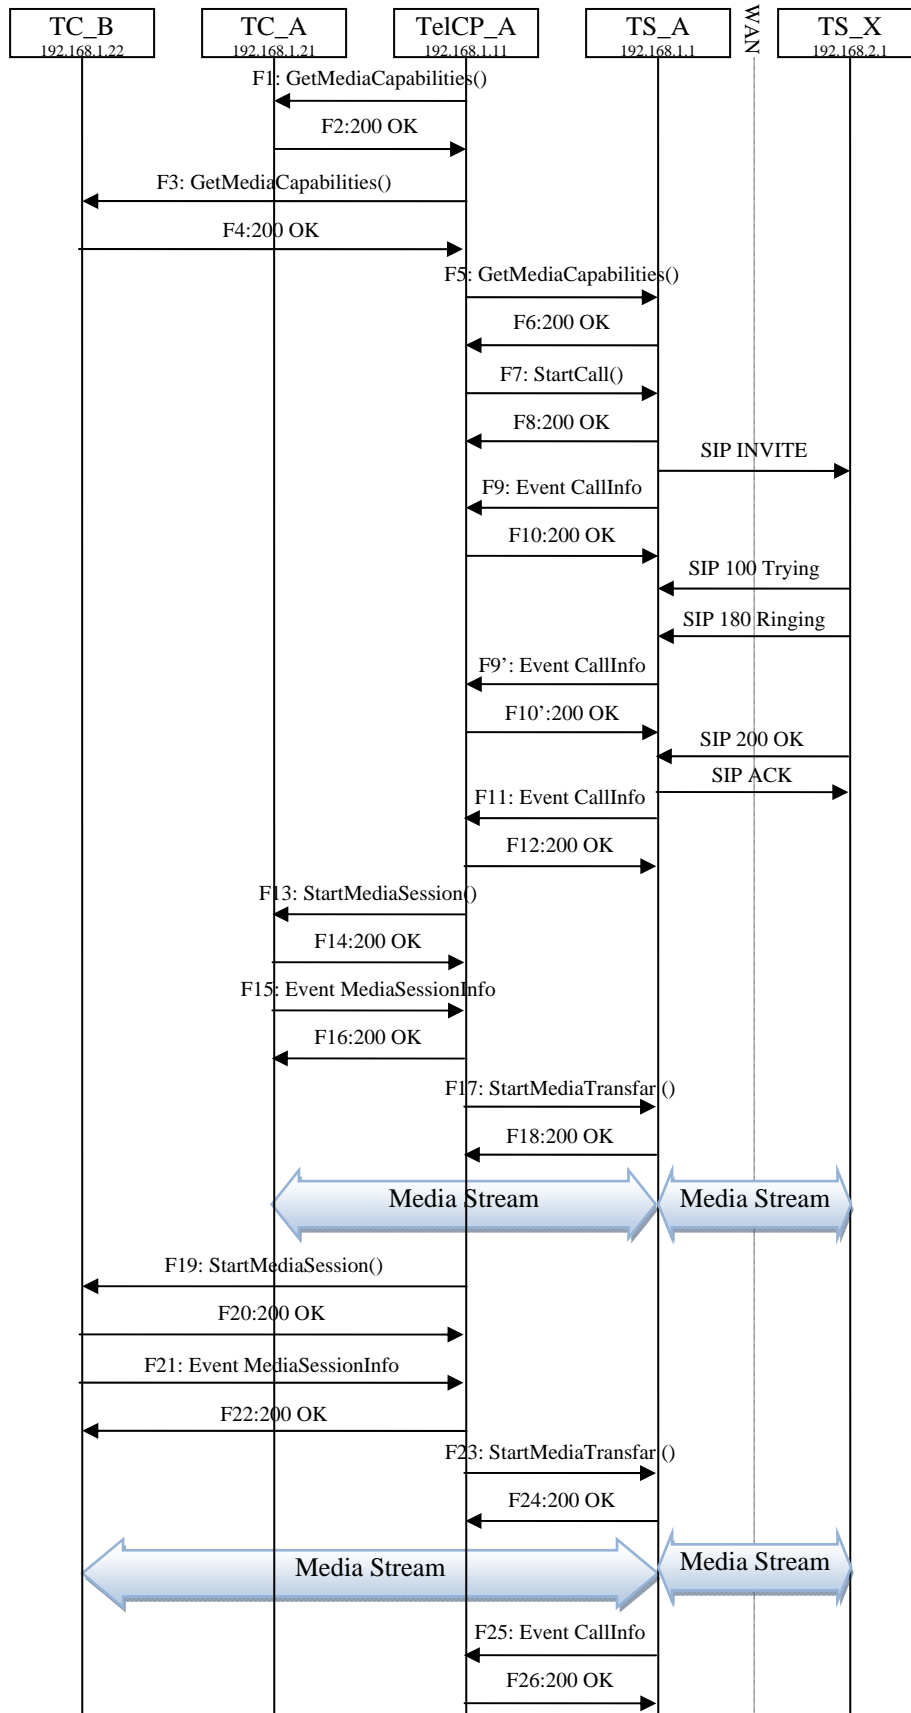 TC_B
192.168.1.22
TC_A
192.168.1.21
TelCP_A
192.168.1.11
TS_A
192.168.1.1
WAN
TS_X
192.168.2.1
F1: GetMediaCapabilities()
F2:200 OK
F3: GetMediaCapabilities()
F4:200 OK
F5: GetMediaCapabilities()
F6:200 OK
F7: StartCall()
F8:200 OK
SIP INVITE
F9: Event CallInfo
F10:200 OK
SIP 100 Trying
SIP 180 Ringing
F9’: Event CallInfo
F10’:200 OK
SIP 200 OK
SIP ACK
F11: Event CallInfo
F12:200 OK
F13: StartMediaSession()
F14:200 OK
F15: Event MediaSessionInfo
F16:200 OK
F17: StartMediaTransfar ()
F18:200 OK
Media Stream
Media Stream
F19: StartMediaSession()
F20:200 OK
F21: Event MediaSessionInfo
F22:200 OK
F23: StartMediaTransfar ()
F24:200 OK
Media Stream
Media Stream
F25: Event CallInfo
F26:200 OK